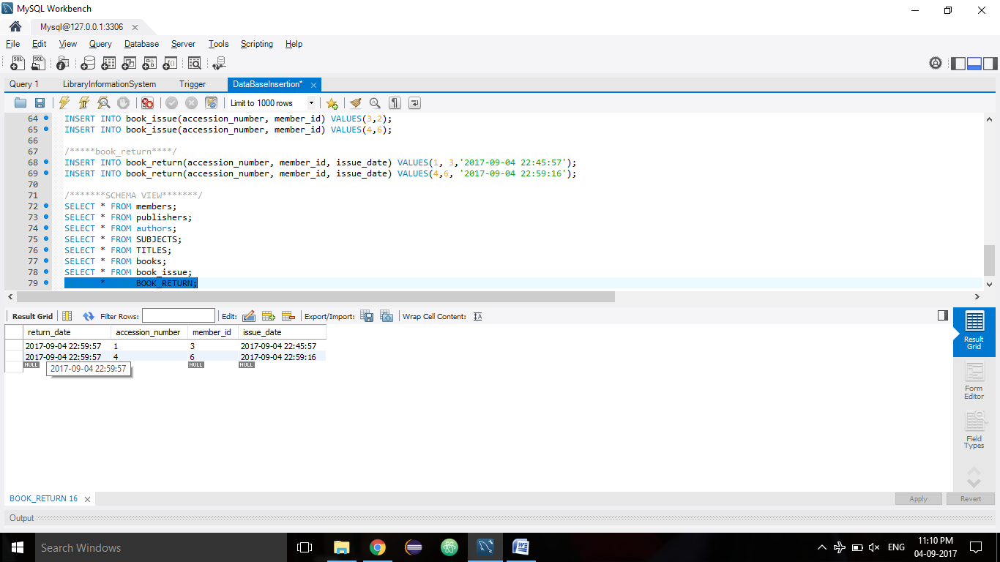 MySQL Workbench
Mysql@127.0.0.1:3306
File Edit View Query Database Server Tools Scripting Help
Query 1 LibraryInformationSystem Trigger DataBaseInsertion*
Limit to 1000 rows
64 INSERT INTO book_issue(accession_number, member_id) VALUES(3,2);
65 INSERT INTO book_issue(accession_number, member_id) VALUES(4,6);
66
67 /*****book_return****/
68 INSERT INTO book_return(accession_number, member_id, issue_date) VALUES(1, 3,'2017-09-04 22:45:57');
69 INSERT INTO book_return(accession_number, member_id, issue_date) VALUES(4,6, '2017-09-04 22:59:16');
70
71 /*******SCHEMA VIEW*******/
72 SELECT * FROM members;
73 SELECT * FROM publishers;
74 SELECT * FROM authors;
75 SELECT * FROM SUBJECTS;
76 SELECT * FROM TITLES;
77 SELECT * FROM books;
78 SELECT * FROM book_issue;
79 * BOOK_RETURN;
Result Grid Filter Rows: Edit: Export/Import: Wrap Cell Content: IA
return_date accession_number member_id issue_date
2017-09-04 22:59:57 1 3 2017-09-04 22:45:57
2017-09-04 22:59:57 4 6 2017-09-04 22:59:16
NULL NULL NULL
2017-09-04 22:59:57
Result
Grid
Form
Editor
Field
Types
BOOK_RETURN 16
Apply Revert
Output
Search Windows
ENG
11:10 PM
04-09-2017